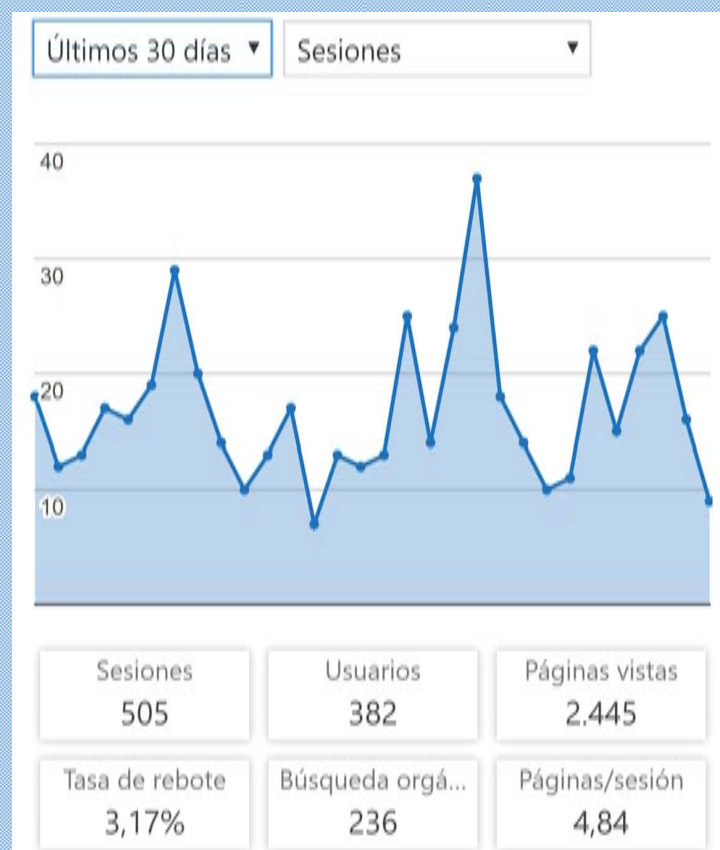 Últimos 30 días ▼ Sesiones ▼
40
30
20
10
Sesiones Usuarios Páginas vistas
505 382 2.445
Tasa de rebote Búsqueda orgá... Páginas/sesión
3,17% 236 4,84